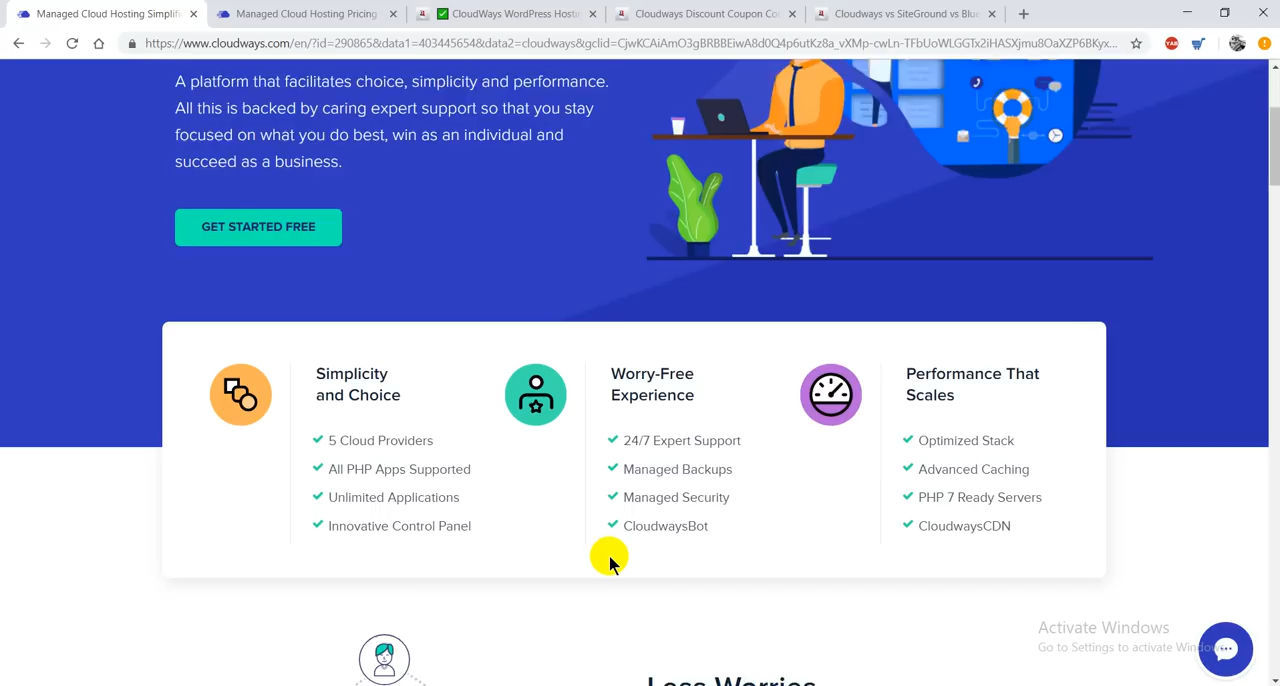 Managed Cloud Hosting Simplifi
Managed Cloud Hosting Pricing
CloudWays WordPress Hostin
Cloudways Discount Coupon Co
Cloudways vs SiteGround vs Blue
https://www.cloudways.com/en/?id=290865&data1=403445654&data2=cloudways&gclid=CjwKCAiAmO3gBRBBEiwA8d0Q4p6utKz8a_vXMp-cwLn-TFbUoWLGGTx2iHASXjmu8OaXZP6BKyx...
YAB
A platform that facilitates choice, simplicity and performance.
All this is backed by caring expert support so that you stay
focused on what you do best, win as an individual and
succeed as a business.
GET STARTED FREE
Simplicity
and Choice
5 Cloud Providers
All PHP Apps Supported
Unlimited Applications
Innovative Control Panel
Worry-Free
Experience
24/7 Expert Support
Managed Backups
Managed Security
CloudwaysBot
Performance That
Scales
Optimized Stack
Advanced Caching
PHP 7 Ready Servers
CloudwaysCDN
Less Worries
Activate Windows
Go to Settings to activate Windows.